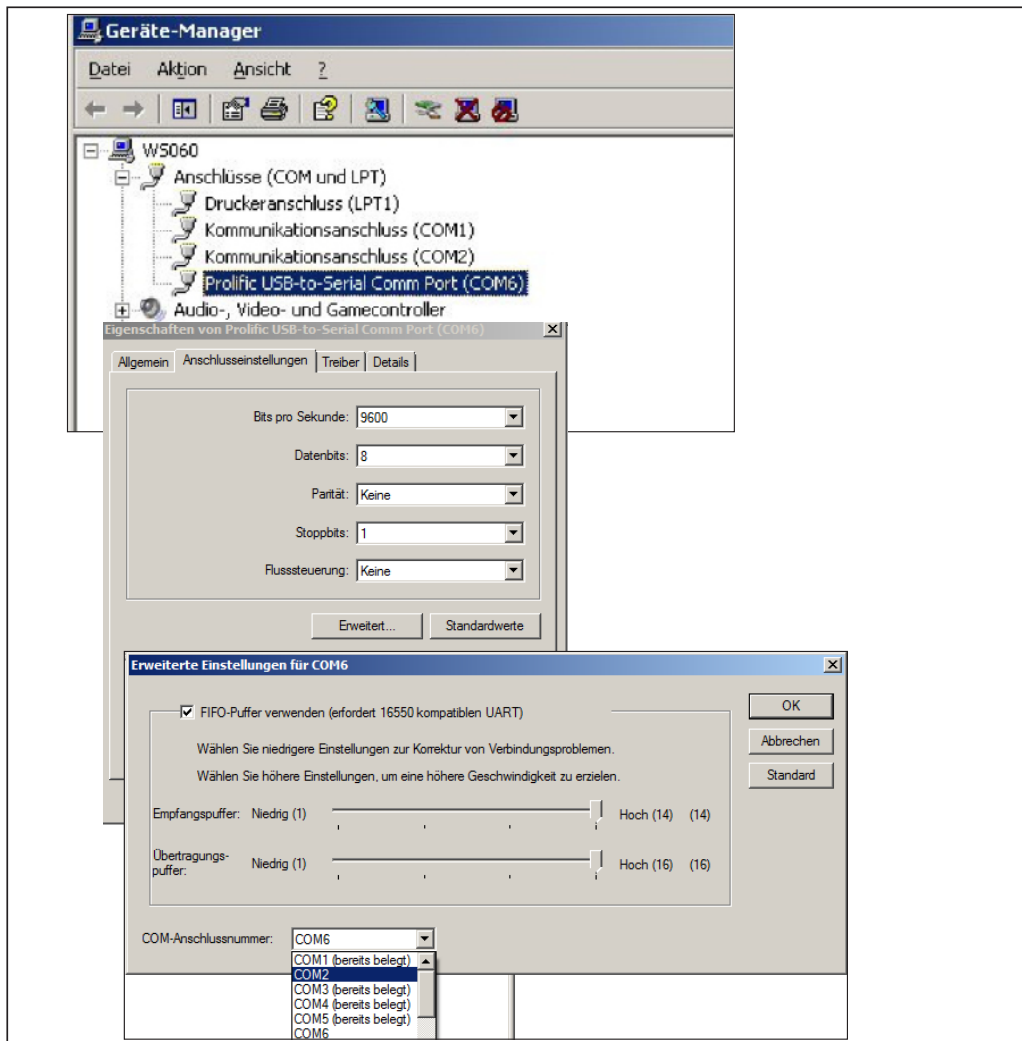 Geräte-Manager
Datei Aktion Ansicht ?
WS060
Anschlüsse (COM und LPT)
Druckeranschluss (LPT1)
Kommunikationsanschluss (COM1)
Kommunikationsanschluss (COM2)
Prolific USB-to-Serial Comm Port (COM6)
Audio-, Video- und Gamecontroller
Eigenschaften von Prolific USB-to-Serial Comm Port (COM6)
Allgemein Anschlusseinstellungen Treiber Details
Bits pro Sekunde: 9600
Datenbits: 8
Parität: Keine
Stoppbits: 1
Flusssteuerung: Keine
Erweitert... Standardwerte
Erweiterte Einstellungen für COM6
FIFO-Puffer verwenden (erfordert 16550 kompatiblen UART)
OK
Wählen Sie niedrigere Einstellungen zur Korrektur von Verbindungsproblemen.
Abbrechen
Wählen Sie höhere Einstellungen, um eine höhere Geschwindigkeit zu erzielen.
Standard
Empfangspuffer: Niedrig (1) Hoch (14) (14)
Übertragungs-
puffer: Niedrig (1) Hoch (16) (16)
COM-Anschlussnummer: COM6
COM1 (bereits belegt)
COM2
COM3 (bereits belegt)
COM4 (bereits belegt)
COM5 (bereits belegt)
COM6